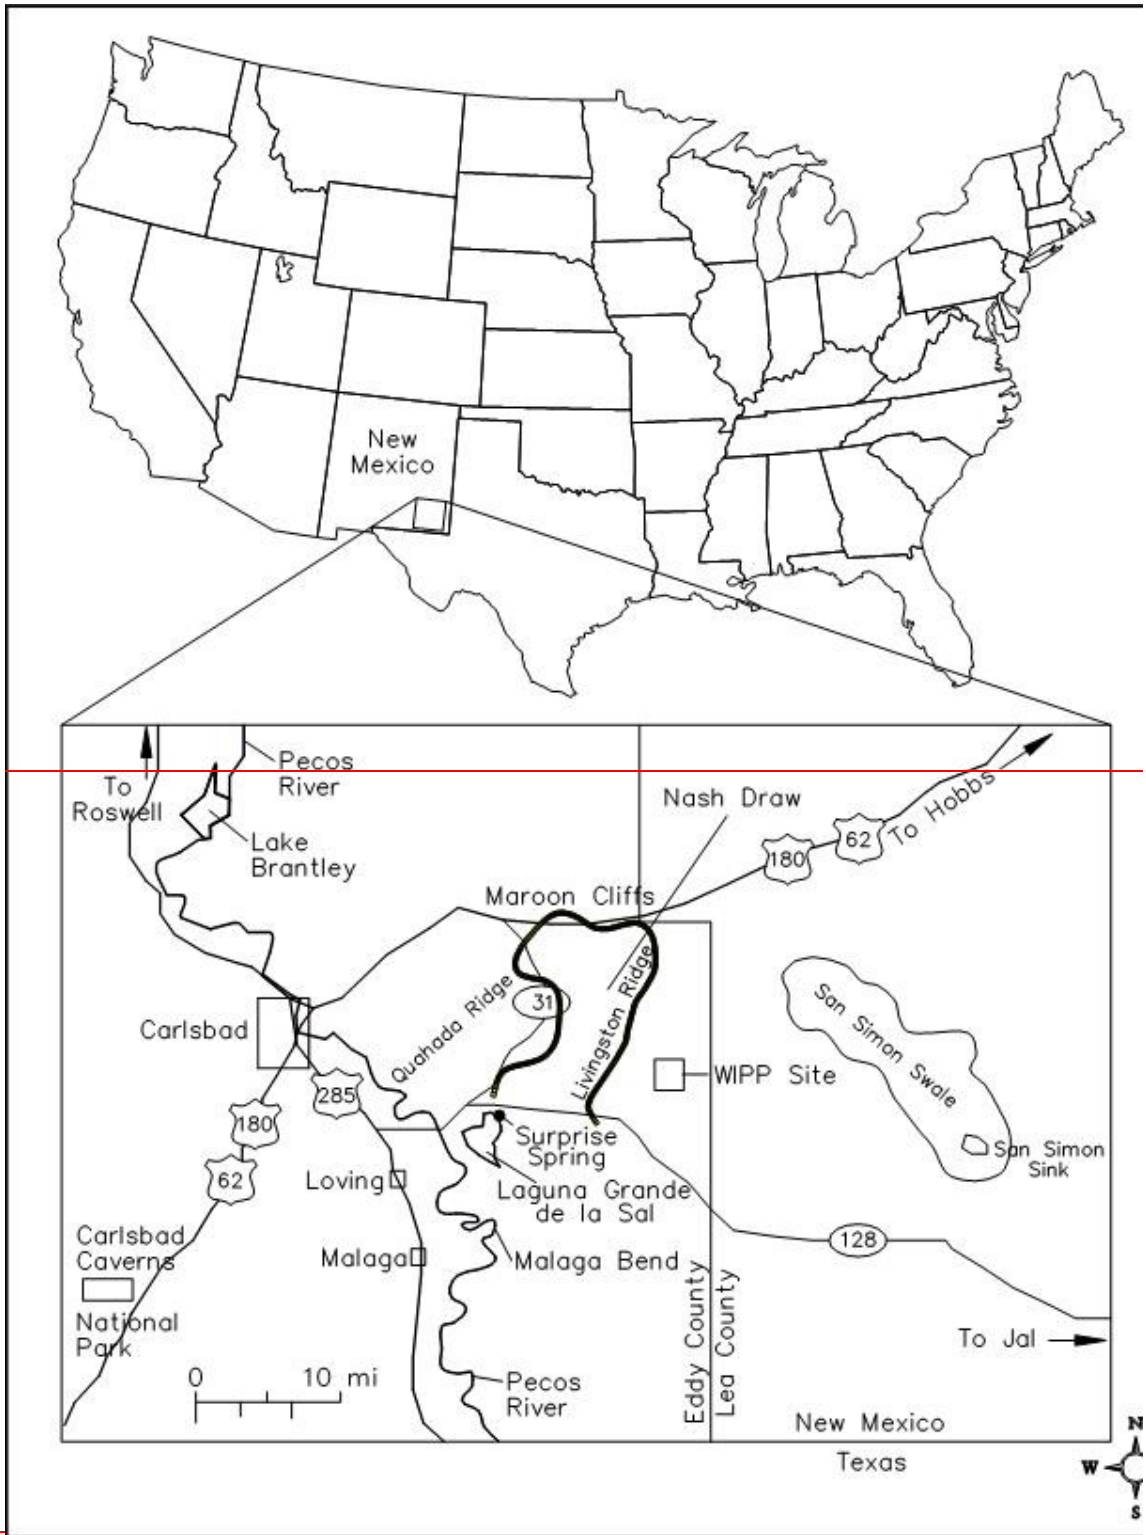 New
Mexico
Pecos
River
To
Roswell
Lake
Brantley
Nash Draw
To Hobbs
62
180
Maroon Cliffs
Quahada Ridge
31
Livingston Ridge
San Simon Swale
Carlsbad
WIPP Site
285
180
62
Surprise
Spring
San Simon
Sink
Loving
Laguna Grande
de la Sal
Carlsbad
Caverns
National
Park
Malaga
Malaga Bend
128
Eddy County
Lea County
To Jal
0 10 mi
Pecos
River
New Mexico
Texas
N
W
S